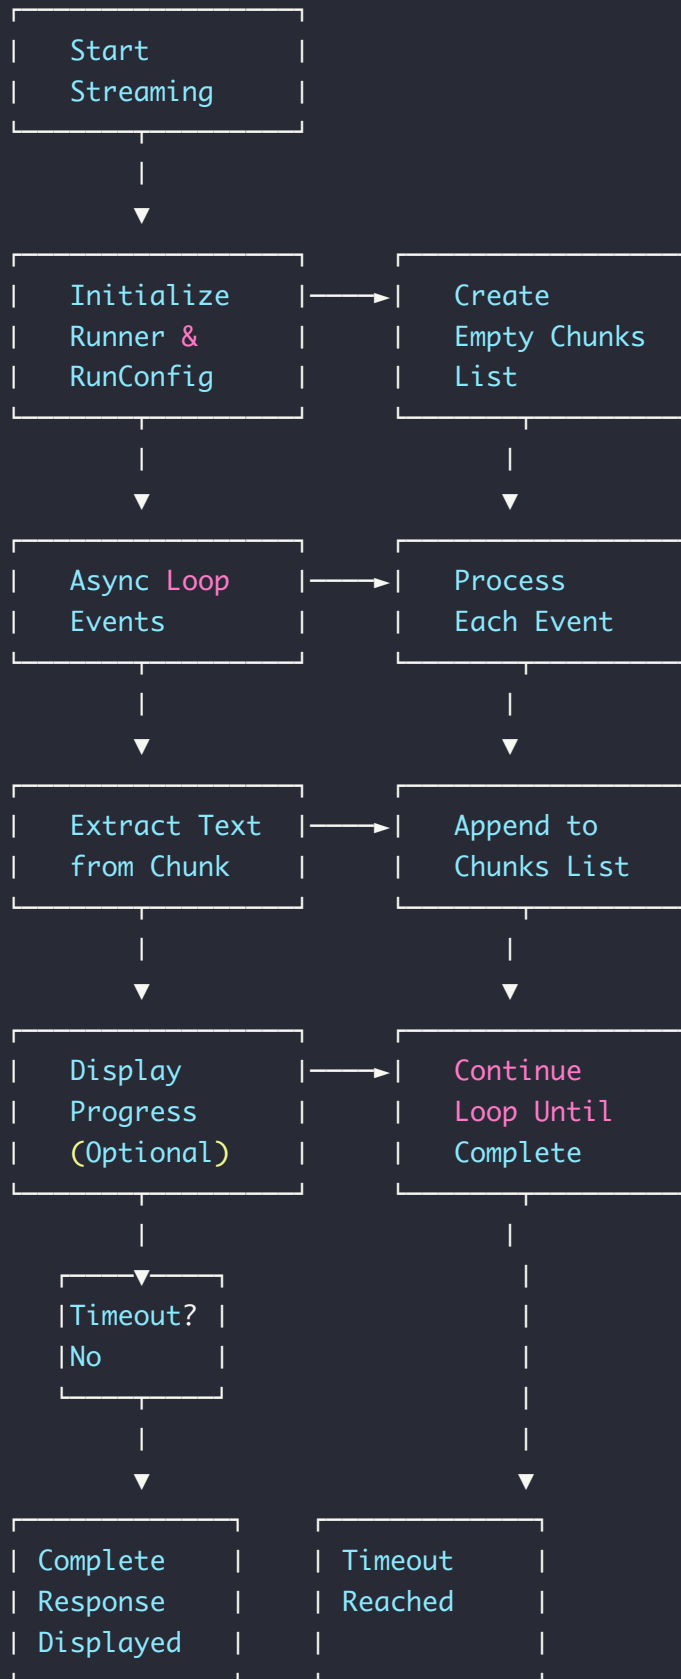 Start
Streaming
Initialize
Runner &
RunConfig
Create
Empty Chunks
List
Async Loop
Events
Process
Each Event
Extract Text
from Chunk
Append to
Chunks List
Display
Progress
(Optional)
Continue
Loop Until
Complete
Timeout?
No
Complete
Response
Displayed
Timeout
Reached